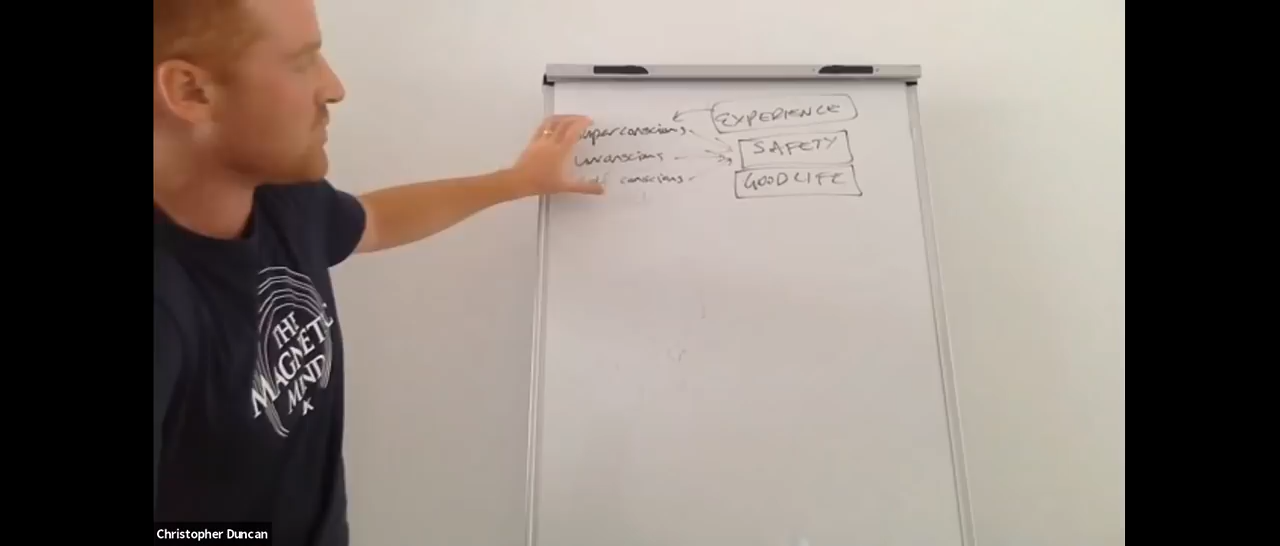 EXPERIENCE
superconscious
SAFETY
unconscious
conscious
GOOD LIFE
THE
MAGNETIC
MIND
Christopher Duncan